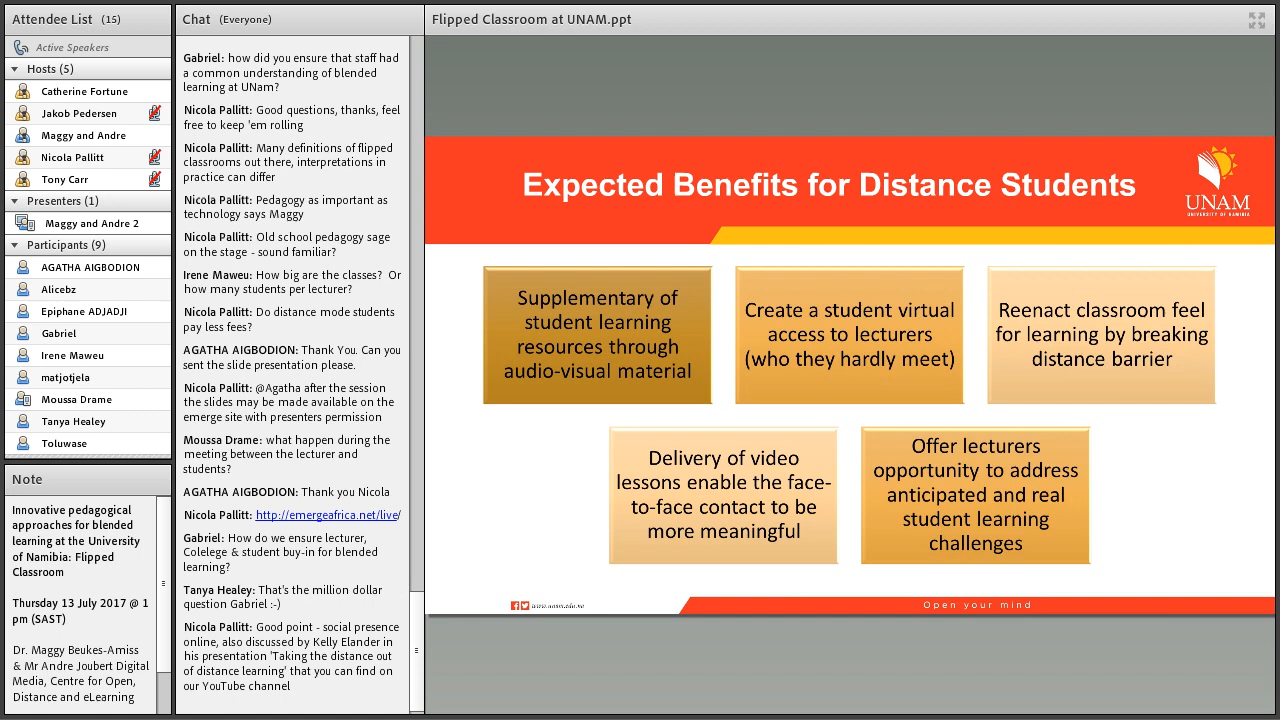 Attendee List (15)
Active Speakers
Hosts (5)
Catherine Fortune
Jakob Pedersen
Maggy and Andre
Nicola Pallitt
Tony Carr
Presenters (1)
Maggy and Andre 2
Participants (9)
AGATHA AIGBODION
Alicebz
Epiphane ADJADJI
Gabriel
Irene Maweu
matjotjela
Moussa Drame
Tanya Healey
Toluwase
Note
Innovative pedagogical
approaches for blended
learning at the University
of Namibia: Flipped
Classroom
Thursday 13 July 2017 @ 1
pm (SAST)
Dr. Maggy Beukes-Amiss
& Mr Andre Joubert Digital
Media, Centre for Open,
Distance and eLearning
Chat (Everyone)
Gabriel: how did you ensure that staff had
a common understanding of blended
learning at UNam?
Nicola Pallitt: Good questions, thanks, feel
free to keep 'em rolling
Nicola Pallitt: Many definitions of flipped
classrooms out there, interpretations in
practice can differ
Nicola Pallitt: Pedagogy as important as
technology says Maggy
Nicola Pallitt: Old school pedagogy sage
on the stage - sound familiar?
Irene Maweu: How big are the classes? Or
how many students per lecturer?
Nicola Pallitt: Do distance mode students
pay less fees?
AGATHA AIGBODION: Thank You. Can you
sent the slide presentation please.
Nicola Pallitt: @Agatha after the session
the slides may be made available on the
emerge site with presenters permission
Moussa Drame: what happen during the
meeting between the lecturer and
students?
AGATHA AIGBODION: Thank you Nicola
Nicola Pallitt: http://emergeafrica.net/live/
Gabriel: How do we ensure lecturer,
Colelege & student buy-in for blended
learning?
Tanya Healey: That's the million dollar
question Gabriel :-)
Nicola Pallitt: Good point - social presence
online, also discussed by Kelly Elander in
his presentation 'Taking the distance out
of distance learning' that you can find on
our YouTube channel
Flipped Classroom at UNAM.ppt
Expected Benefits for Distance Students
UNAM
UNIVERSITY OF NAMIBIA
Supplementary of
student learning
resources through
audio-visual material
Create a student virtual
access to lecturers
(who they hardly meet)
Reenact classroom feel
for learning by breaking
distance barrier
Delivery of video
lessons enable the face-
to-face contact to be
more meaningful
Offer lecturers
opportunity to address
anticipated and real
student learning
challenges
www.unam.edu.na
Open your mind